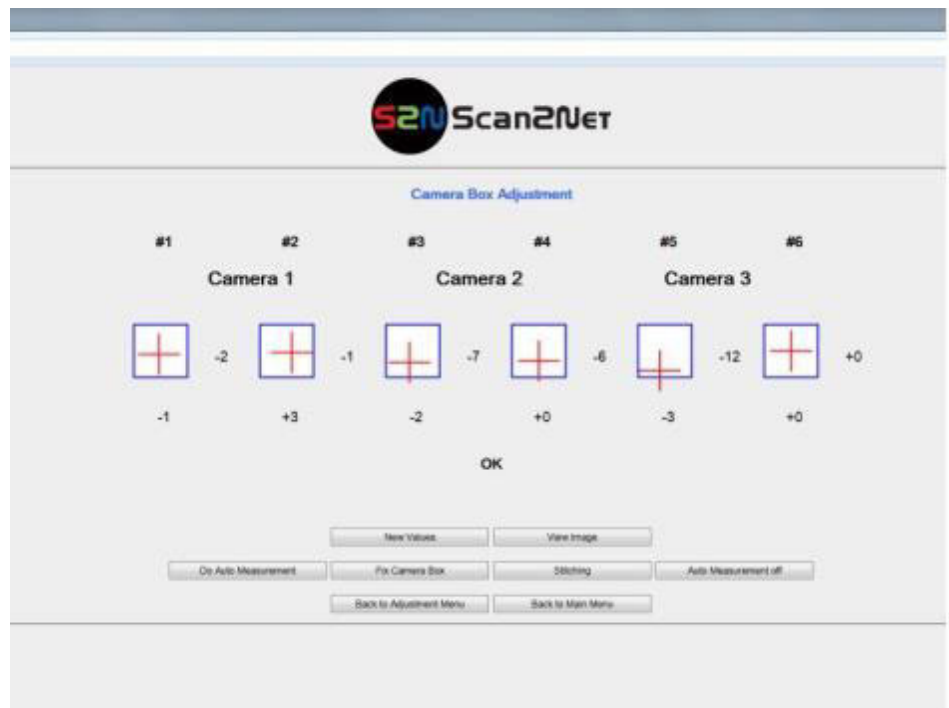 S2N Scan2Net
Camera Box Adjustment
#1 #2 #3 #4 #5 #6
Camera 1 Camera 2 Camera 3
-2 -1 -7 -6 -12 +0
-1 +3 -2 +0 -3 +0
OK
New Values View Image
Do Auto Measurement Fix Camera Box Stitching Auto Measurement off
Back to Adjustment Menu Back to Main Menu